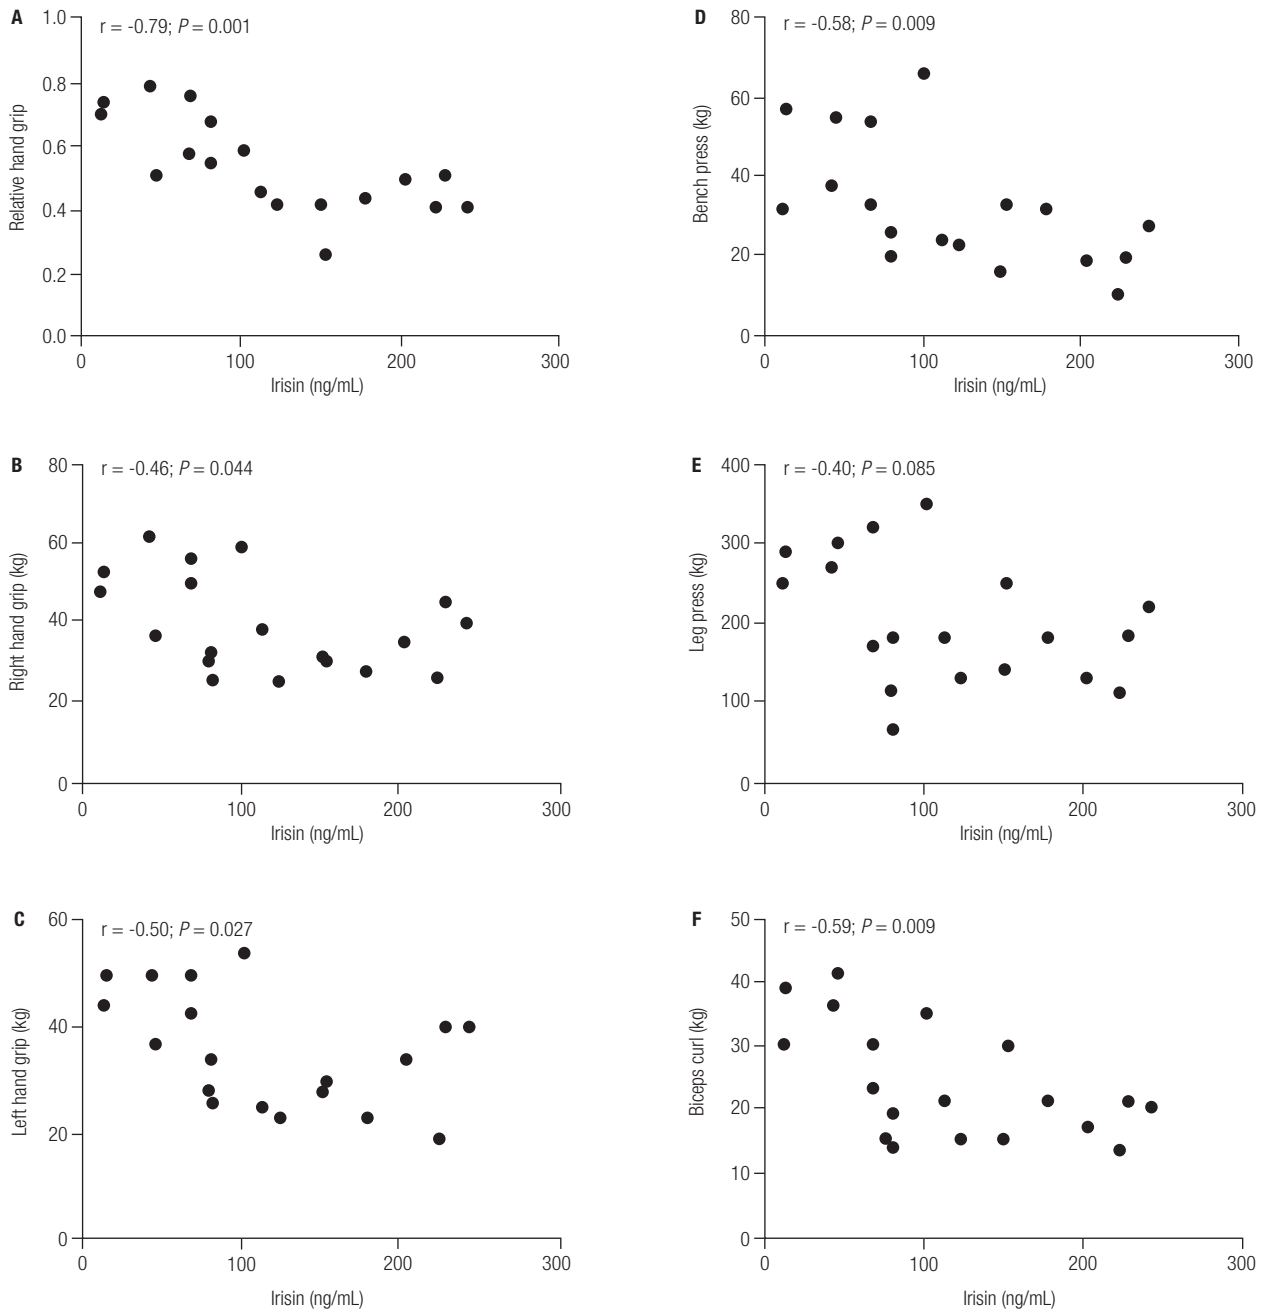 A
r = -0.79; P = 0.001
1.0
0.8
0.6
0.4
0.2
0.0
Relative hand grip
0 100 200 300
Irisin (ng/mL)
B
r = -0.46; P = 0.044
80
60
40
20
0
Right hand grip (kg)
0 100 200 300
Irisin (ng/mL)
C
r = -0.50; P = 0.027
60
40
20
0
Left hand grip (kg)
0 100 200 300
Irisin (ng/mL)
D
r = -0.58; P = 0.009
80
60
40
20
0
Bench press (kg)
0 100 200 300
Irisin (ng/mL)
E
r = -0.40; P = 0.085
400
300
200
100
0
Leg press (kg)
0 100 200 300
Irisin (ng/mL)
F
r = -0.59; P = 0.009
50
40
30
20
10
0
Biceps curl (kg)
0 100 200 300
Irisin (ng/mL)